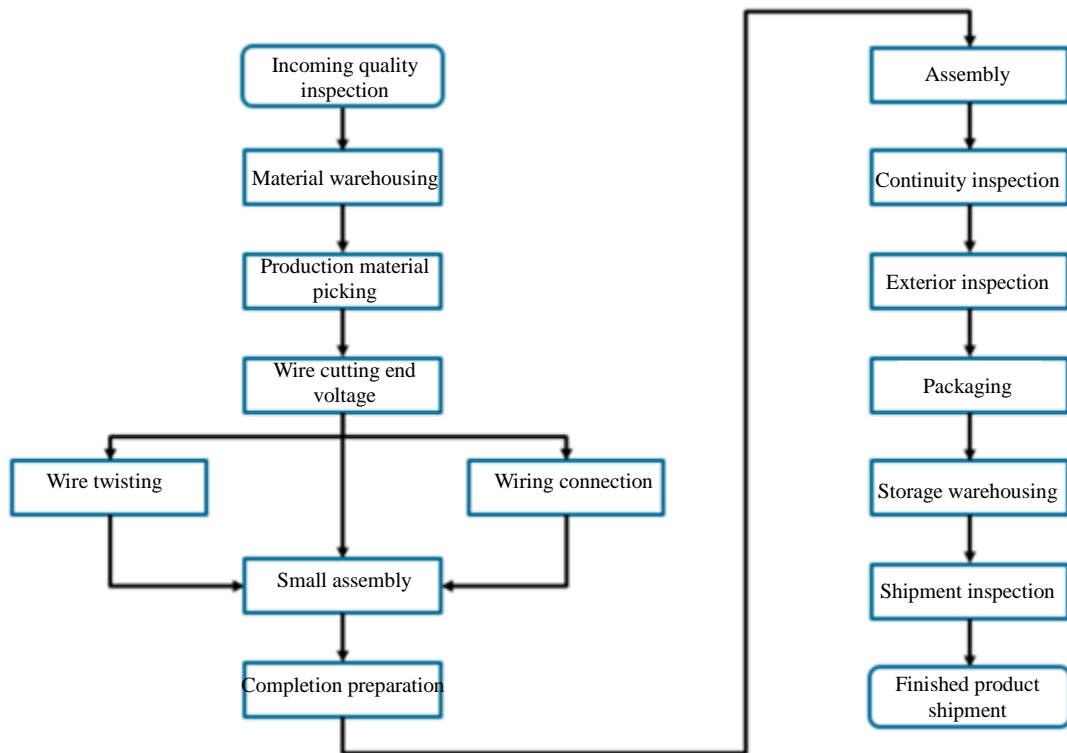 Incoming quality
inspection
Material warehousing
Production material
picking
Wire cutting end
voltage
Wire twisting
Wiring connection
Small assembly
Completion preparation
Assembly
Continuity inspection
Exterior inspection
Packaging
Storage warehousing
Shipment inspection
Finished product
shipment